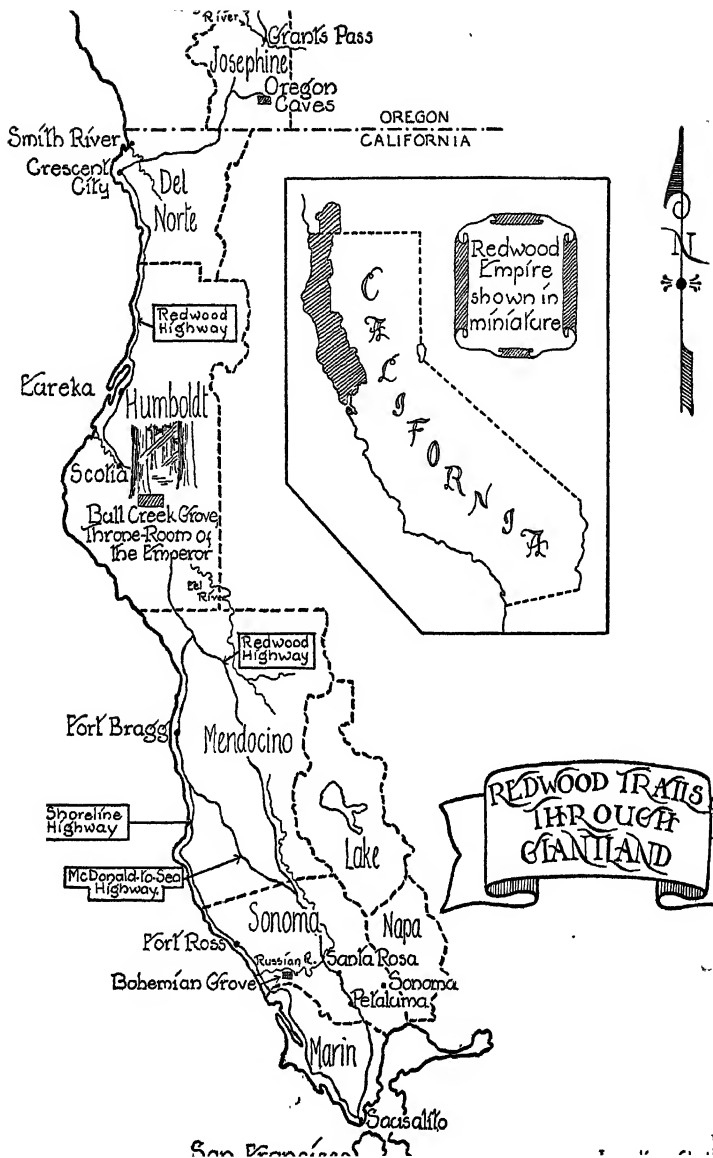 River
Grants Pass
Josephine
Oregon
Caves
OREGON
CALIFORNIA
Smith River
Crescent
City
Del
Norte
N
Redwood
Empire
shown in
miniature
CALIFORNIA
Redwood
Highway
Eureka
Humboldt
Scotia
Bull Creek Grove,
Throne-Room of
the Emperor
Eel
River
Redwood
Highway
Fort Bragg
Mendocino
REDWOOD TRAILS
THROUGH
GIANTLAND
Shoreline
Highway
Lake
McDonald-to-Sea
Highway.
Sonoma
Napa
Fort Ross
Russian R.
Santa Rosa
Bohemian Grove
Sonoma
Petaluma
Marin
Sausalito
San Francisco